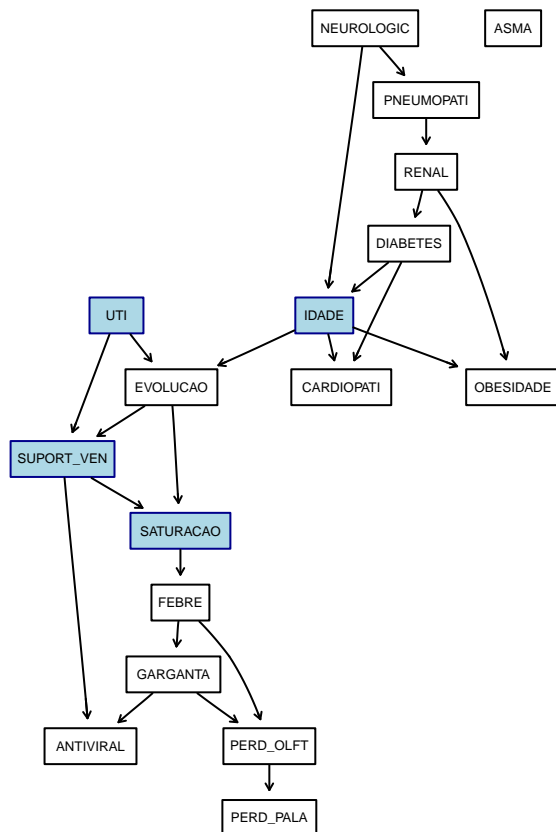 NEUROLOGIC
ASMA
PNEUMOPATI
RENAL
DIABETES
UTI
IDADE
EVOLUCAO
CARDIOPATI
OBESIDADE
SUPORT_VEN
SATURACAO
FEBRE
GARGANTA
ANTIVIRAL
PERD_OLFT
PERD_PALA